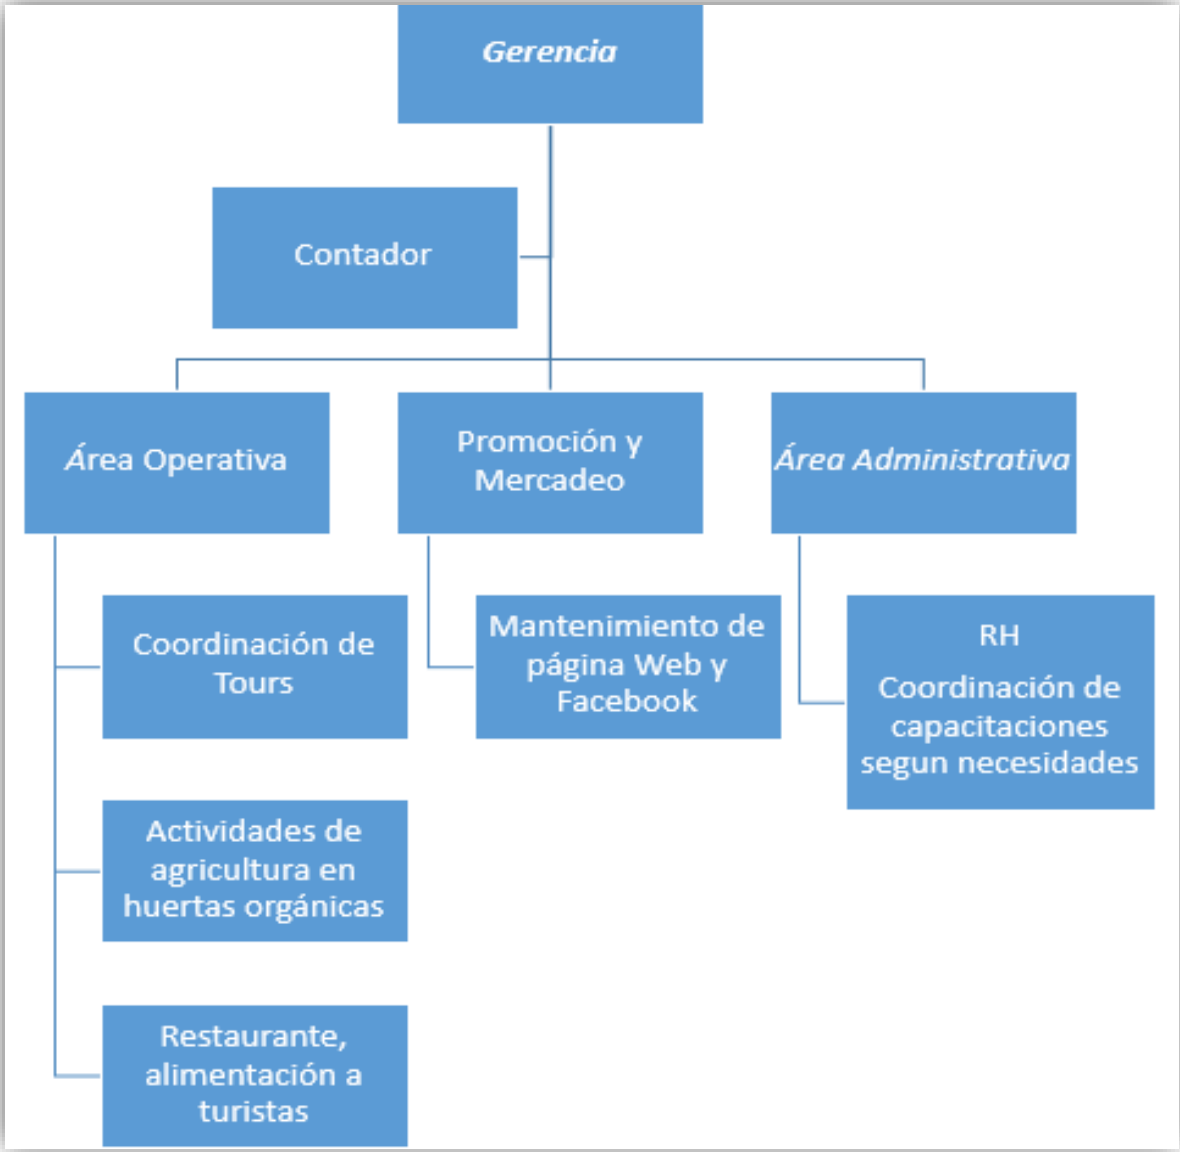 Gerencia
Contador
Área Operativa
Promoción y
Mercadeo
Área Administrativa
Coordinación de
Tours
Mantenimiento de
página Web y
Facebook
RH
Coordinación de
capacitaciones
segun necesidades
Actividades de
agricultura en
huertas orgánicas
Restaurante,
alimentación a
turistas